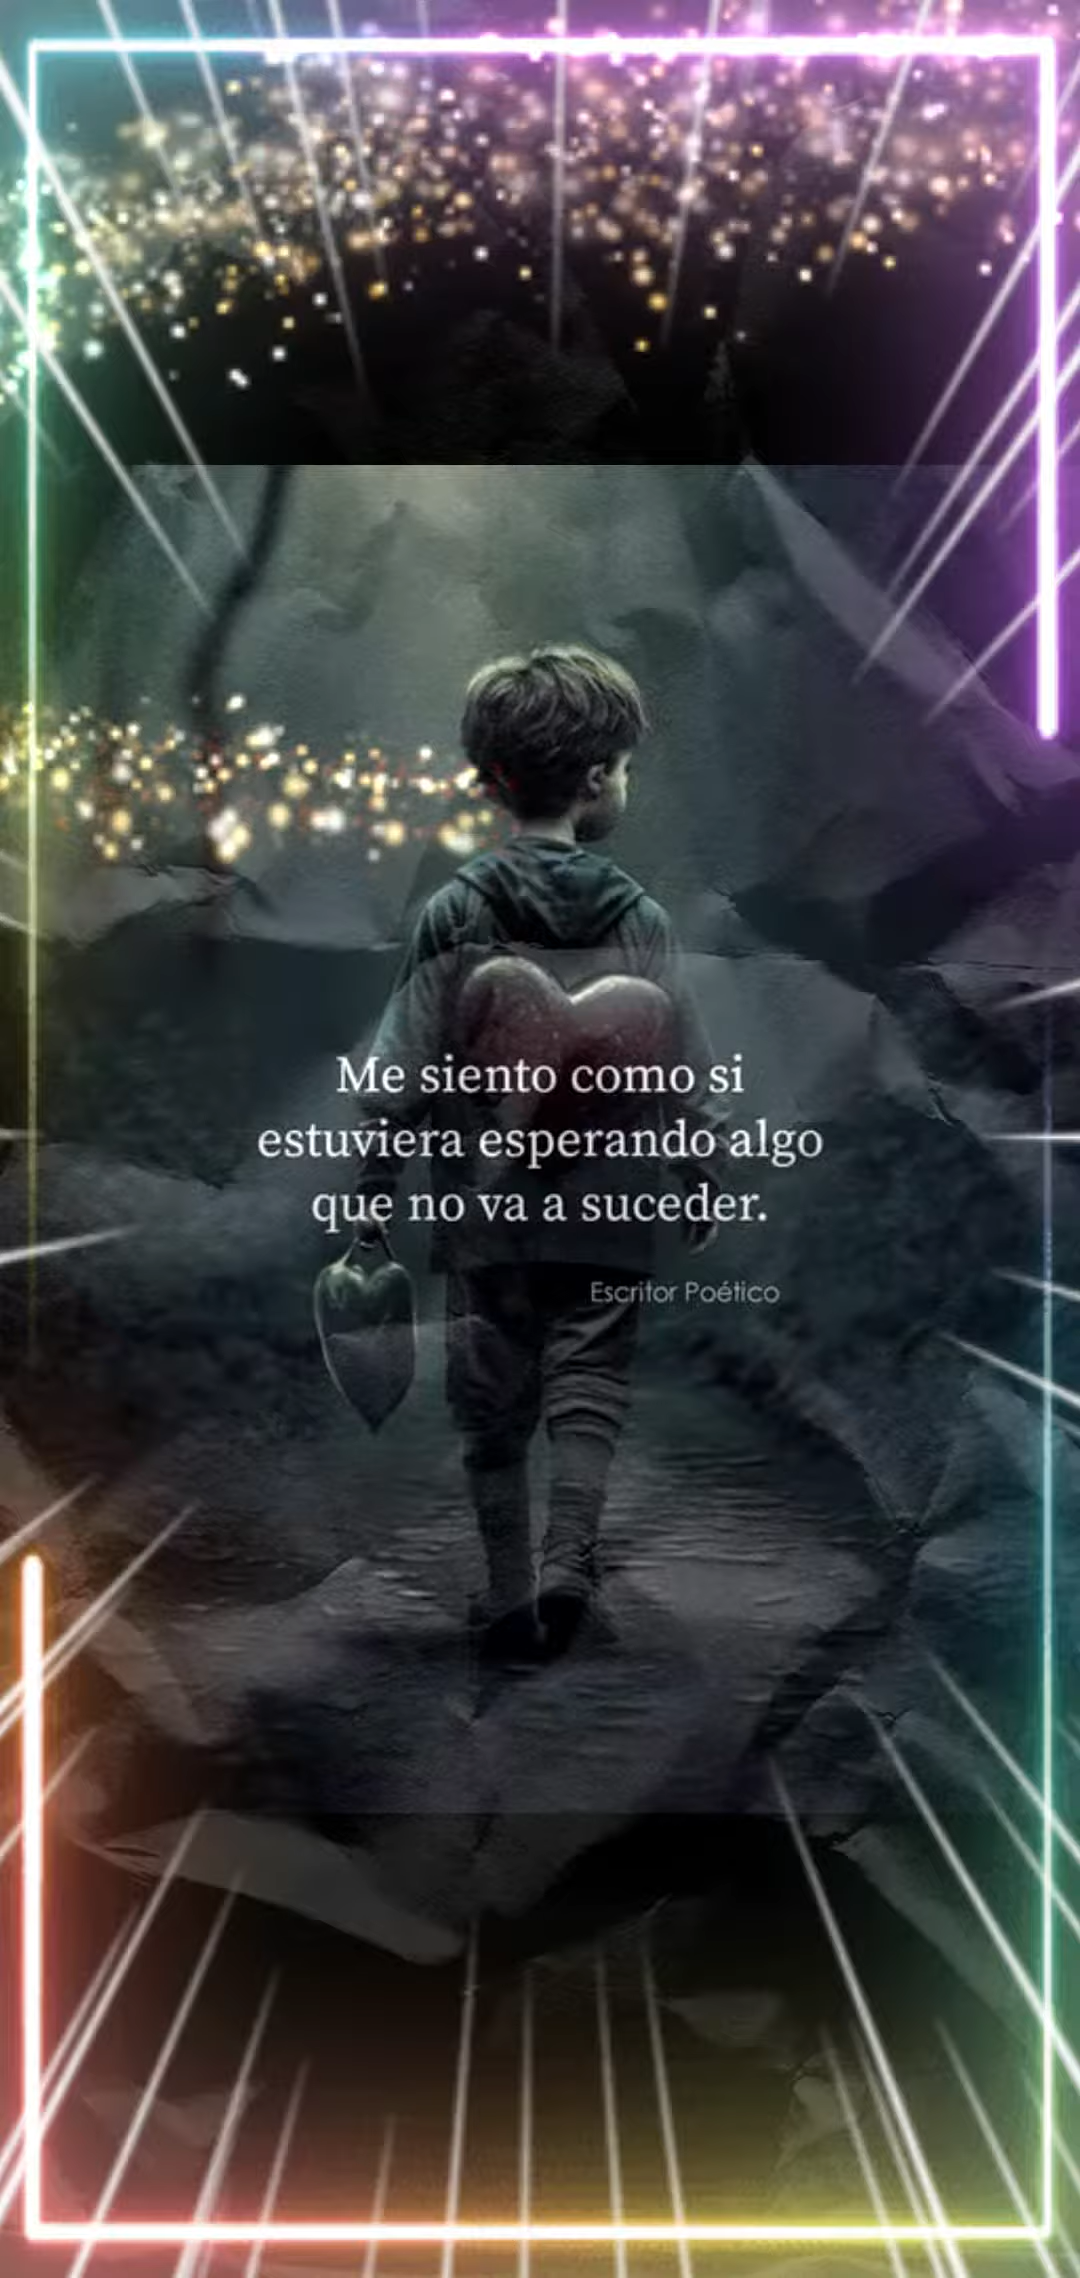 Me siento como si
estuviera esperando algo
que no va a suceder.
Escritor Poético